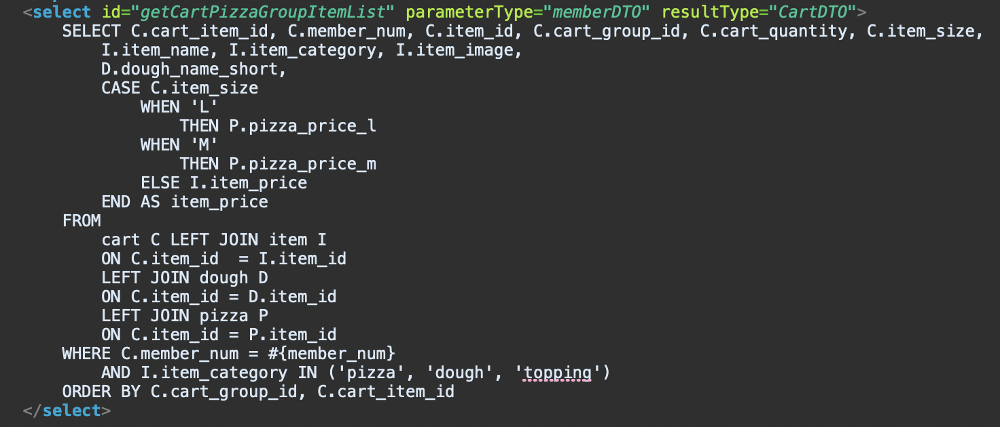 <select id="getCartPizzaGroupItemList" parameterType="memberDTO" resultType="CartDTO">
SELECT C.cart_item_id, C.member_num, C.item_id, C.cart_group_id, C.cart_quantity, C.item_size,
I.item_name, I.item_category, I.item_image,
D.dough_name_short,
CASE C.item_size
WHEN 'L'
THEN P.pizza_price_l
WHEN 'M'
THEN P.pizza_price_m
ELSE I.item_price
END AS item_price
FROM
cart C LEFT JOIN item I
ON C.item_id  = I.item_id
LEFT JOIN dough D
ON C.item_id = D.item_id
LEFT JOIN pizza P
ON C.item_id = P.item_id
WHERE C.member_num = #{member_num}
AND I.item_category IN ('pizza', 'dough', 'topping')
ORDER BY C.cart_group_id, C.cart_item_id
</select>